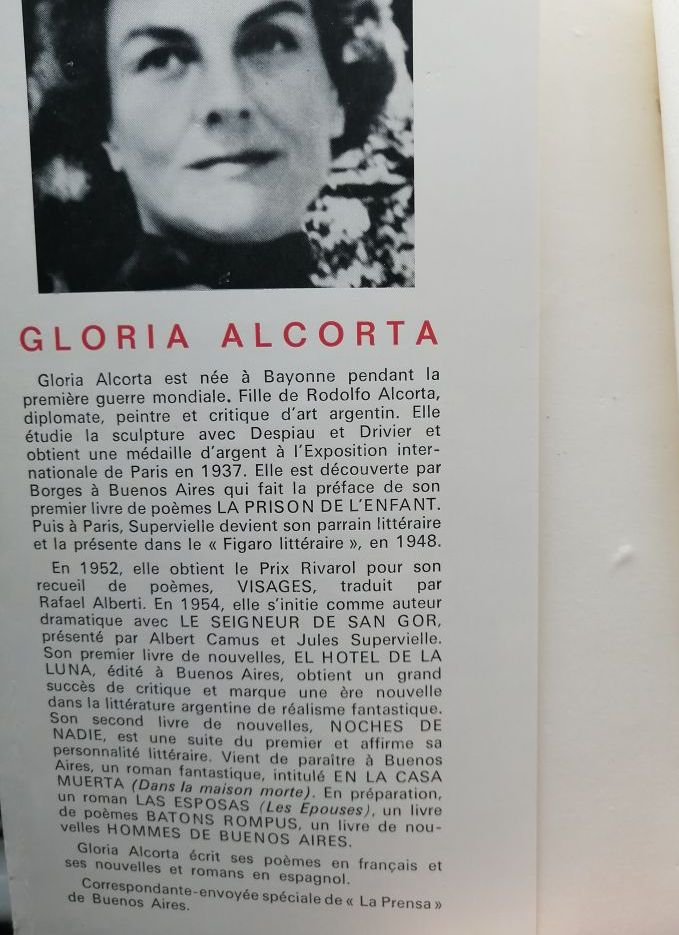 GLORIA ALCORTA
Gloria Alcorta est née à Bayonne pendant la
première guerre mondiale. Fille de Rodolfo Alcorta,
diplomate, peintre et critique d'art argentin. Elle
étudie la sculpture avec Despiau et Drivier et
obtient une médaille d'argent à l'Exposition inter-
nationale de Paris en 1937. Elle est découverte par
Borges à Buenos Aires qui fait la préface de son
premier livre de poèmes LA PRISON DE L'ENFANT.
Puis à Paris, Supervielle devient son parrain littéraire
et la présente dans le « Figaro littéraire », en 1948.
En 1952, elle obtient le Prix Rivarol pour son
recueil de poèmes, VISAGES, traduit par
Rafael Alberti. En 1954, elle s'initie comme auteur
dramatique avec LE SEIGNEUR DE SAN GOR,
présenté par Albert Camus et Jules Supervielle.
Son premier livre de nouvelles, EL HOTEL DE LA
LUNA, édité à Buenos Aires, obtient un grand
succès de critique et marque une ère nouvelle
dans la littérature argentine de réalisme fantastique.
Son second livre de nouvelles, NOCHES DE
NADIE, est une suite du premier et affirme sa
personnalité littéraire. Vient de paraître à Buenos
Aires, un roman fantastique, intitulé EN LA CASA
MUERTA (Dans la maison morte). En préparation,
un roman LAS ESPOSAS (Les Epouses), un livre
de poèmes BATONS ROMPUS, un livre de nou-
velles HOMMES DE BUENOS AIRES.
Gloria Alcorta écrit ses poèmes en français et
ses nouvelles et romans en espagnol.
Correspondante-envoyée spéciale de « La Prensa »
de Buenos Aires.